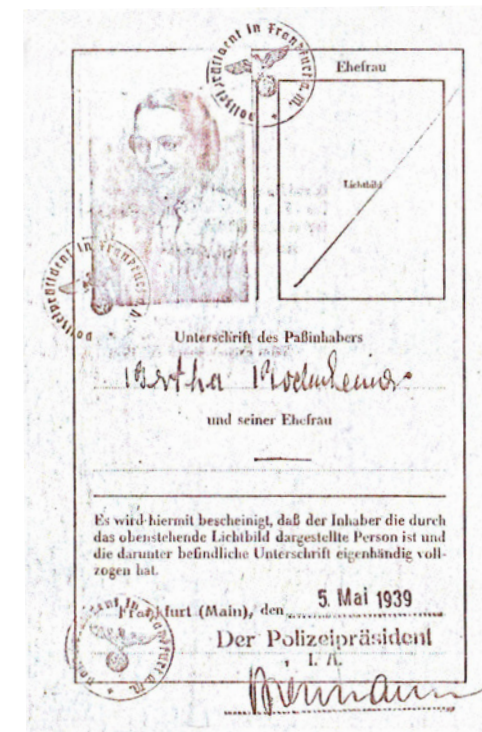 Polizeipräsident in Frankfurt a.M.
Ehefrau
Lichtbild
Polizeipräsident in Frankfurt a.M.
Unterschrift des Paßinhabers
Bertha
und seiner Ehefrau
Es wird hiermit bescheinigt, daß der Inhaber die durch
das obenstehende Lichtbild dargestellte Person ist und
die darunter befindliche Unterschrift eigenhändig voll-
zogen hat.
Frankfurt (Main), den 5. Mai 1939
Der Polizeipräsident
I. A.